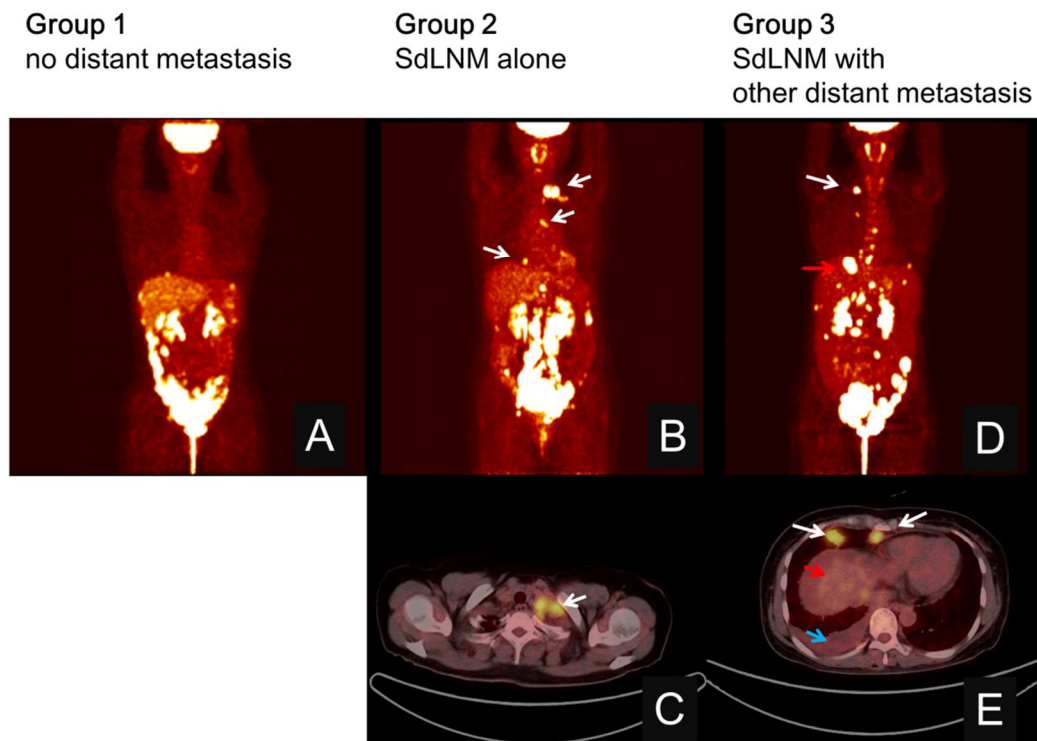 Group 1
no distant metastasis
Group 2
SdLNM alone
Group 3
SdLNM with
other distant metastasis
A
B
D
C
E